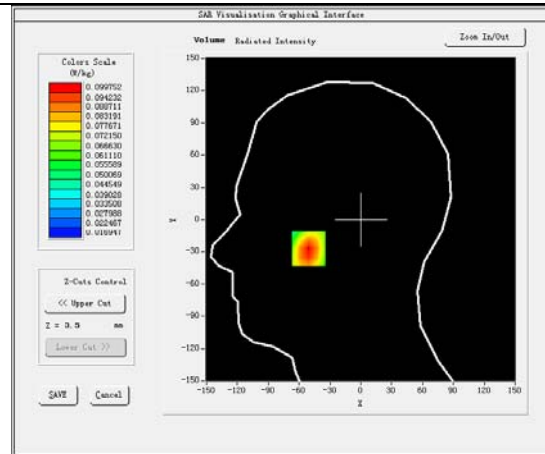 SAR Visualisation Graphical Interface
Volume Radiated Intensity
Zoom In/Out
Colors Scale
(W/kg)
0.099752
0.094232
0.088711
0.083191
0.077671
0.072150
0.066630
0.061110
0.055589
0.050069
0.044549
0.039028
0.033508
0.027988
0.022467
0.016947
Z-Cuts Control
<< Upper Cut
Z = 3.9 mm
Lower Cut >>
SAVE
Cancel
150
120
90
60
30
0
-30
-60
-90
-120
-150
Y
-150 -120 -90 -60 -30 0 30 60 90 120 150
X